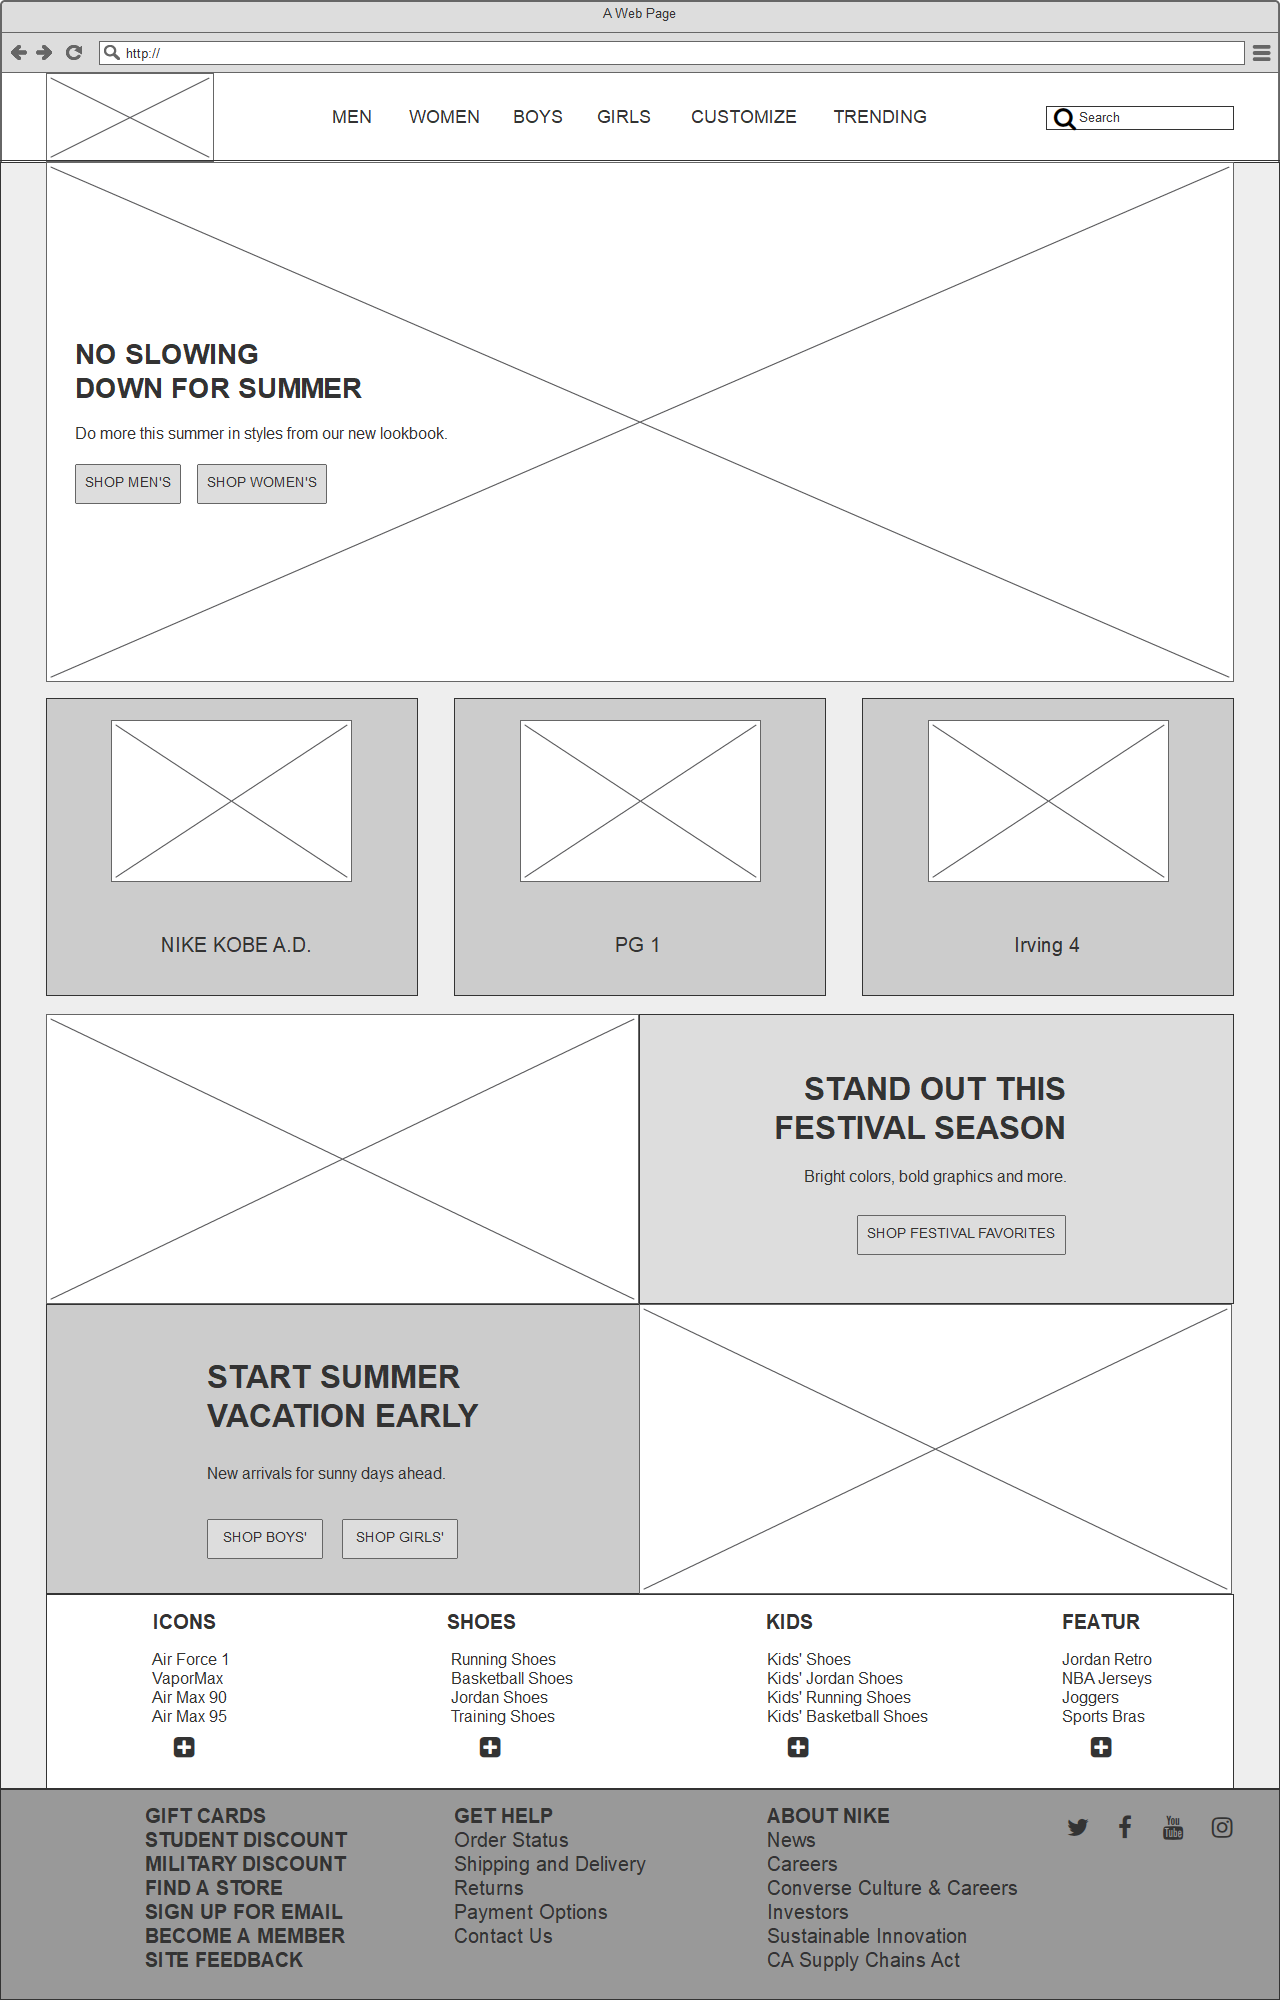 A Web Page
http://
MEN WOMEN BOYS GIRLS CUSTOMIZE TRENDING
Search
NO SLOWING
DOWN FOR SUMMER
Do more this summer in styles from our new lookbook.
SHOP MEN'S SHOP WOMEN'S
NIKE KOBE A.D.
PG 1
Irving 4
STAND OUT THIS
FESTIVAL SEASON
Bright colors, bold graphics and more.
SHOP FESTIVAL FAVORITES
START SUMMER
VACATION EARLY
New arrivals for sunny days ahead.
SHOP BOYS' SHOP GIRLS'
ICONS
Air Force 1
VaporMax
Air Max 90
Air Max 95
SHOES
Running Shoes
Basketball Shoes
Jordan Shoes
Training Shoes
KIDS
Kids' Shoes
Kids' Jordan Shoes
Kids' Running Shoes
Kids' Basketball Shoes
FEATUR
Jordan Retro
NBA Jerseys
Joggers
Sports Bras
GIFT CARDS
STUDENT DISCOUNT
MILITARY DISCOUNT
FIND A STORE
SIGN UP FOR EMAIL
BECOME A MEMBER
SITE FEEDBACK
GET HELP
Order Status
Shipping and Delivery
Returns
Payment Options
Contact Us
ABOUT NIKE
News
Careers
Converse Culture & Careers
Investors
Sustainable Innovation
CA Supply Chains Act
You
Tube